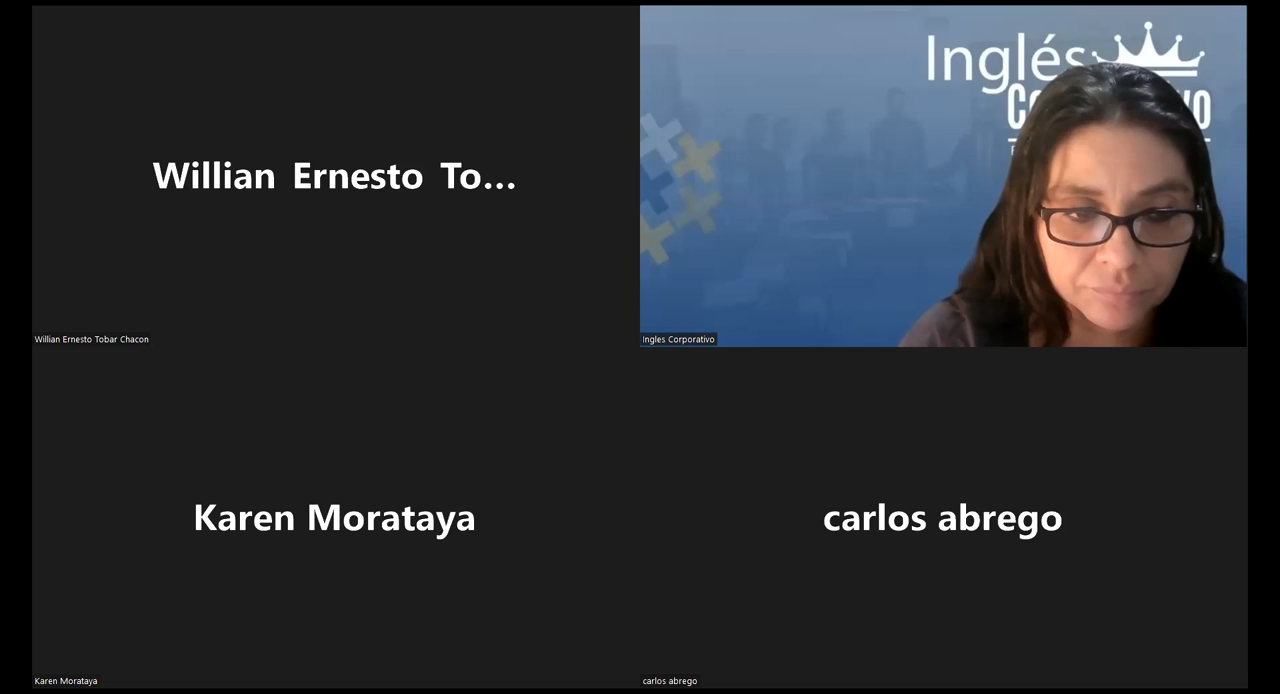 Willian Ernesto To...
Willian Ernesto Tobar Chacon
Inglés
Ingles Corporativo
Karen Morataya
Karen Morataya
carlos abrego
carlos abrego